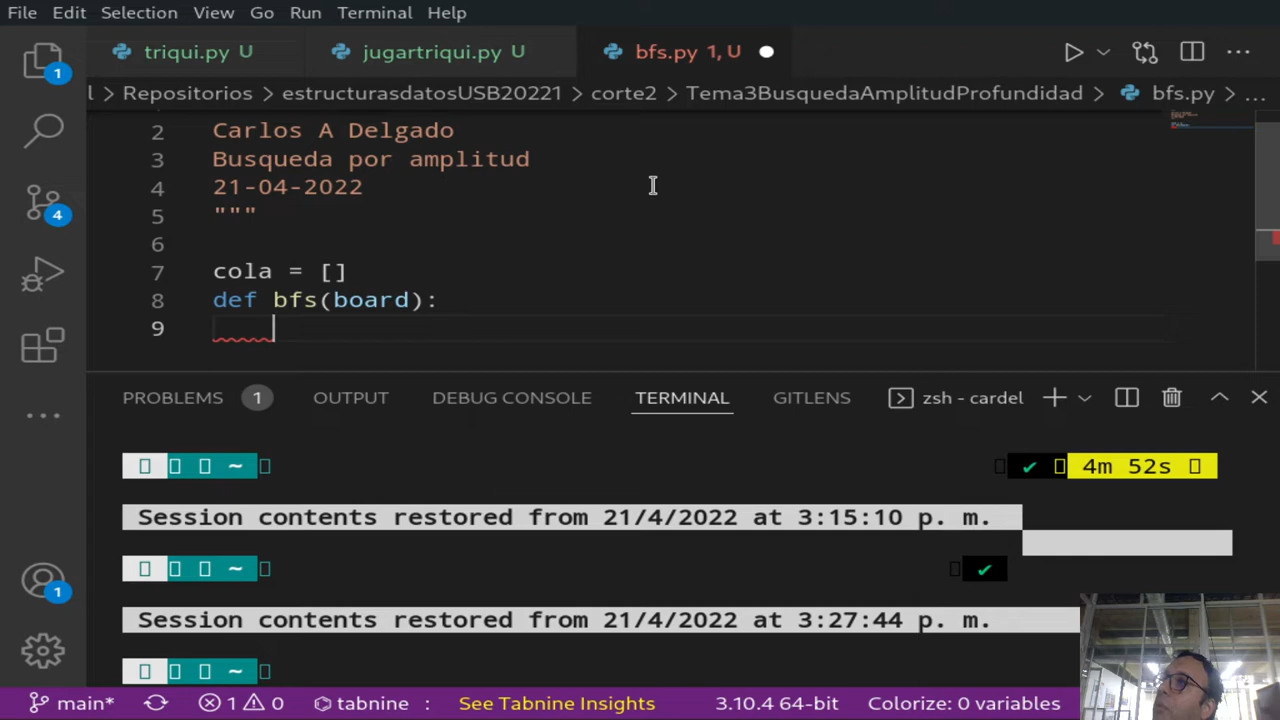 File Edit Selection View Go Run Terminal Help
triqui.py U jugartriqui.py U bfs.py 1, U
l > Repositorios > estructurasdatosUSB20221 > corte2 > Tema3BusquedaAmplitudProfundidad > bfs.py > ...
2 Carlos A Delgado
3 Busqueda por amplitud
4 21-04-2022
5 """
6
7 cola = []
8 def bfs(board):
9
1
4
1
PROBLEMS 1 OUTPUT DEBUG CONSOLE TERMINAL GITLENS zsh - cardel
~ ✔ 4m 52s
Session contents restored from 21/4/2022 at 3:15:10 p. m.
~ ✔
Session contents restored from 21/4/2022 at 3:27:44 p. m.
~
main* 1 0 tabnine : See Tabnine Insights 3.10.4 64-bit Colorize: 0 variables